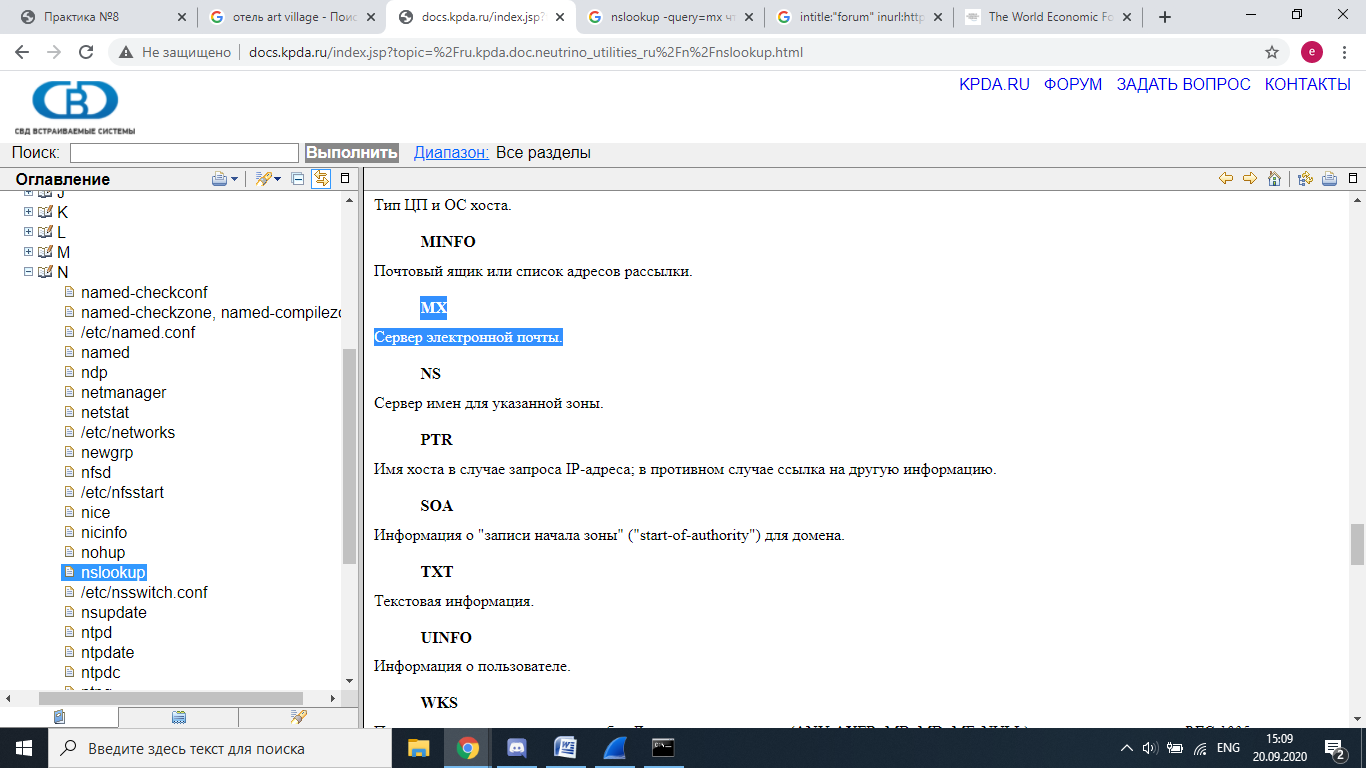 Практика №8
отель art village - Поис
docs.kpda.ru/index.jsp?
nslookup -query=mx чт
intitle:"forum" inurl:http
The World Economic Fo
Не защищено
docs.kpda.ru/index.jsp?topic=%2Fru.kpda.doc.neutrino_utilities_ru%2Fn%2Fnslookup.html
e
СВД ВСТРАИВАЕМЫЕ СИСТЕМЫ
KPDA.RU ФОРУМ ЗАДАТЬ ВОПРОС КОНТАКТЫ
Поиск:
Выполнить
Диапазон: Все разделы
Оглавление
J
K
L
M
N
named-checkconf
named-checkzone, named-compilezo
/etc/named.conf
named
ndp
netmanager
netstat
/etc/networks
newgrp
nfsd
/etc/nfsstart
nice
nicinfo
nohup
nslookup
/etc/nsswitch.conf
nsupdate
ntpd
ntpdate
ntpdc
Тип ЦП и ОС хоста.
MINFO
Почтовый ящик или список адресов рассылки.
MX
Сервер электронной почты.
NS
Сервер имен для указанной зоны.
PTR
Имя хоста в случае запроса IP-адреса; в противном случае ссылка на другую информацию.
SOA
Информация о "записи начала зоны" ("start-of-authority") для домена.
TXT
Текстовая информация.
UINFO
Информация о пользователе.
WKS
Введите здесь текст для поиска
ENG
15:09
20.09.2020
2